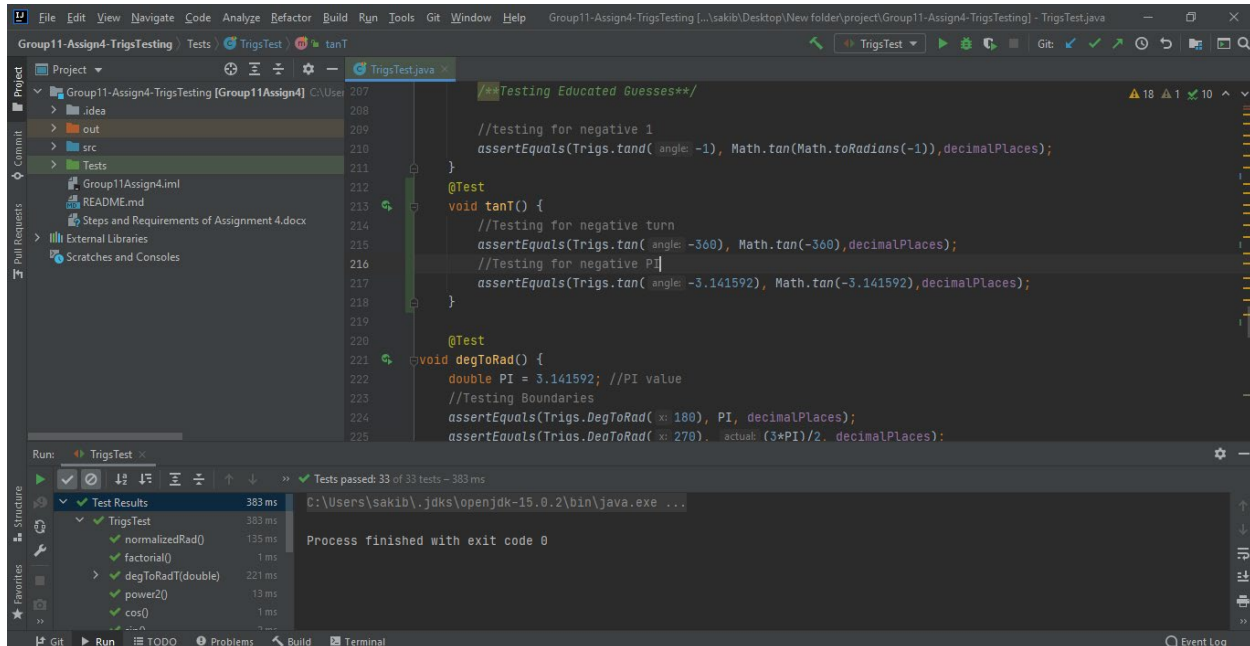 File Edit View Navigate Code Analyze Refactor Build Run Tools Git Window Help Group11-Assign4-TrigsTesting [...\sakib\Desktop\New folder\project\Group11-Assign4-TrigsTesting] - TrigsTest.java
Group11-Assign4-TrigsTesting Tests TrigsTest tanT TrigsTest Git:
Project TrigsTest.java
Group11-Assign4-TrigsTesting [Group11Assign4] C:\User
.idea
out
src
Tests
Group11Assign4.iml
README.md
Steps and Requirements of Assignment 4.docx
External Libraries
Scratches and Consoles
18 1 10
207 /**Testing Educated Guesses**/
208
209 //testing for negative 1
210 assertEquals(Trigs.tand( angle: -1), Math.tan(Math.toRadians(-1)),decimalPlaces);
211 }
212 @Test
213 void tanT() {
214 //Testing for negative turn
215 assertEquals(Trigs.tan( angle: -360), Math.tan(-360),decimalPlaces);
216 //Testing for negative PI
217 assertEquals(Trigs.tan( angle: -3.141592), Math.tan(-3.141592),decimalPlaces);
218 }
219
220 @Test
221 void degToRad() {
222 double PI = 3.141592; //PI value
223 //Testing Boundaries
224 assertEquals(Trigs.DegToRad( x: 180), PI, decimalPlaces);
225 assertEquals(Trigs.DegToRad( x: 270), actual: (3*PI)/2, decimalPlaces);
Project
Commit
Pull Requests
Structure
Favorites
Run: TrigsTest
» Tests passed: 33 of 33 tests – 383 ms
Test Results 383 ms
TrigsTest 383 ms
normalizedRad() 135 ms
factorial() 1 ms
degToRadT(double) 221 ms
power2() 13 ms
cos() 1 ms
C:\Users\sakib\.jdks\openjdk-15.0.2\bin\java.exe ...
Process finished with exit code 0
Git Run TODO Problems Build Terminal Event Log